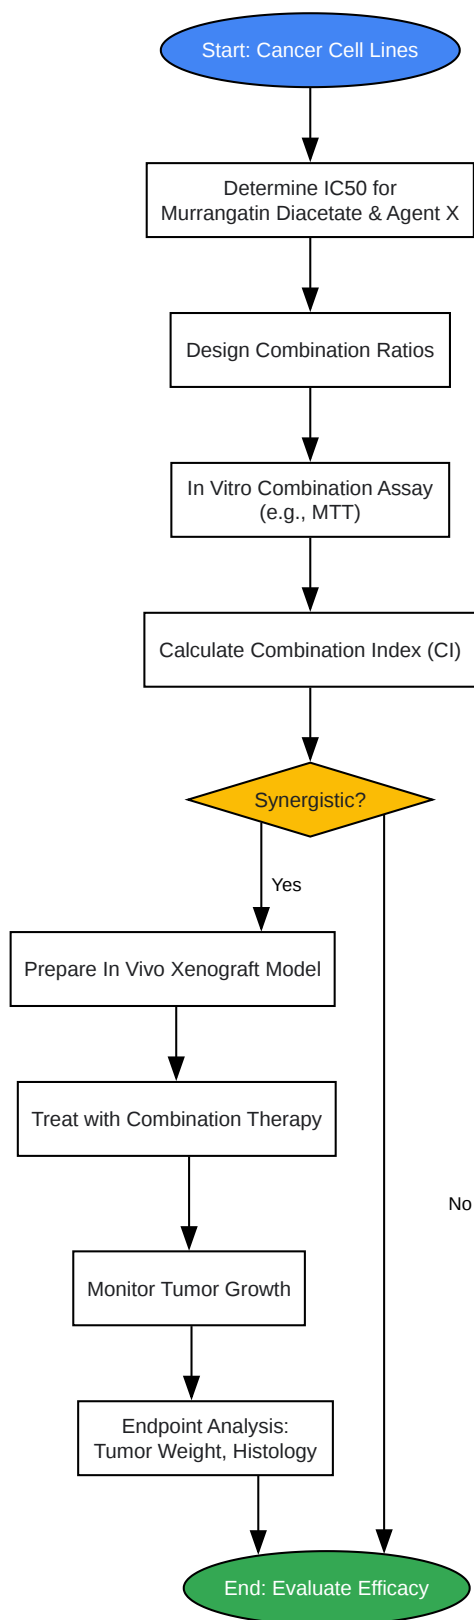 Start: Cancer Cell Lines
Determine IC50 for
Murrangatin Diacetate & Agent X
Design Combination Ratios
In Vitro Combination Assay
(e.g., MTT)
Calculate Combination Index (CI)
Synergistic?
Yes
Prepare In Vivo Xenograft Model
Treat with Combination Therapy
No
Monitor Tumor Growth
Endpoint Analysis:
Tumor Weight, Histology
End: Evaluate Efficacy